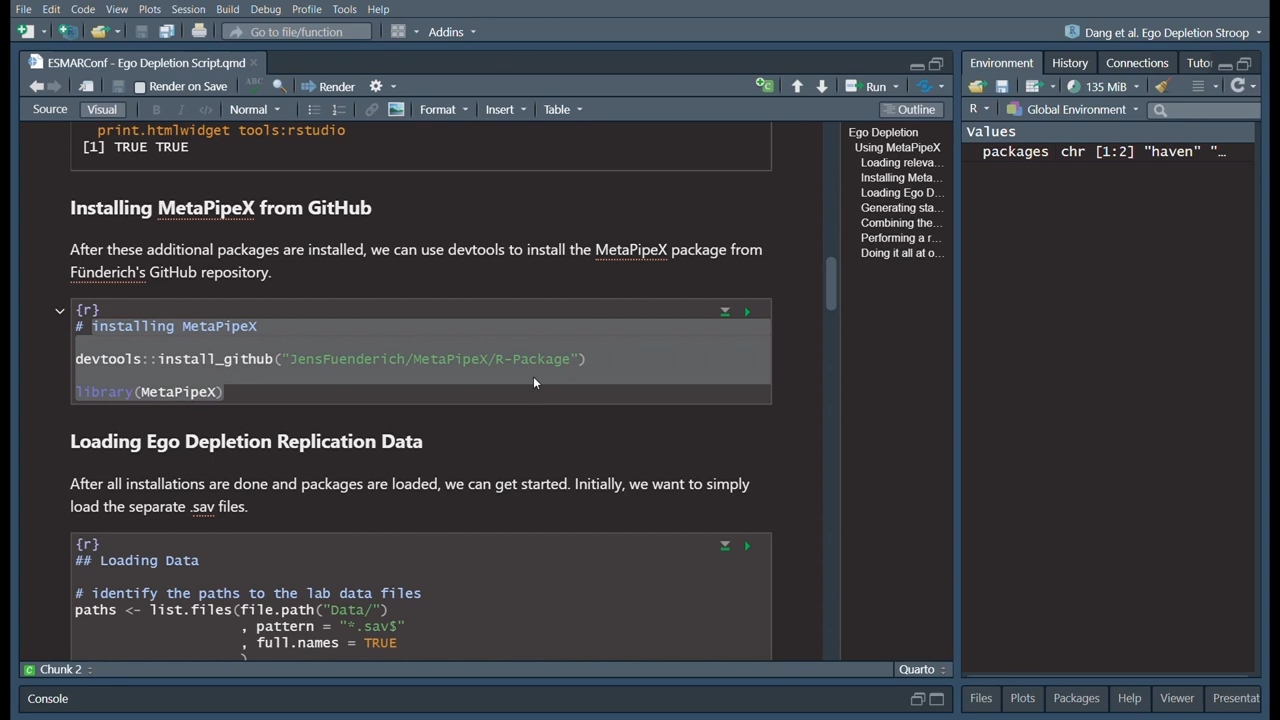 File Edit Code View Plots Session Build Debug Profile Tools Help
Go to file/function Addins Dang et al. Ego Depletion Stroop
ESMARConf - Ego Depletion Script.qmd
Render on Save ABC Render Run
Source Visual B I Normal Format Insert Table Outline
print.htmlwidget tools:rstudio
[1] TRUE TRUE
Installing MetaPipeX from GitHub
After these additional packages are installed, we can use devtools to install the MetaPipeX package from
Fünderich's GitHub repository.
{r}
# installing MetaPipeX
devtools::install_github("JensFuenderich/MetaPipeX/R-Package")
library(MetaPipeX)
Loading Ego Depletion Replication Data
After all installations are done and packages are loaded, we can get started. Initially, we want to simply
load the separate .sav files.
{r}
## Loading Data
# identify the paths to the lab data files
paths <- list.files(file.path("Data/")
, pattern = "*.sav$"
, full.names = TRUE
)
Chunk 2 Quarto
Console
Ego Depletion
Using MetaPipeX
Loading releva...
Installing Meta...
Loading Ego D...
Generating sta...
Combining the...
Performing a r...
Doing it all at o...
Environment History Connections Tutor
135 MiB
R Global Environment
Values
packages chr [1:2] "haven" "…
Files Plots Packages Help Viewer Presentat